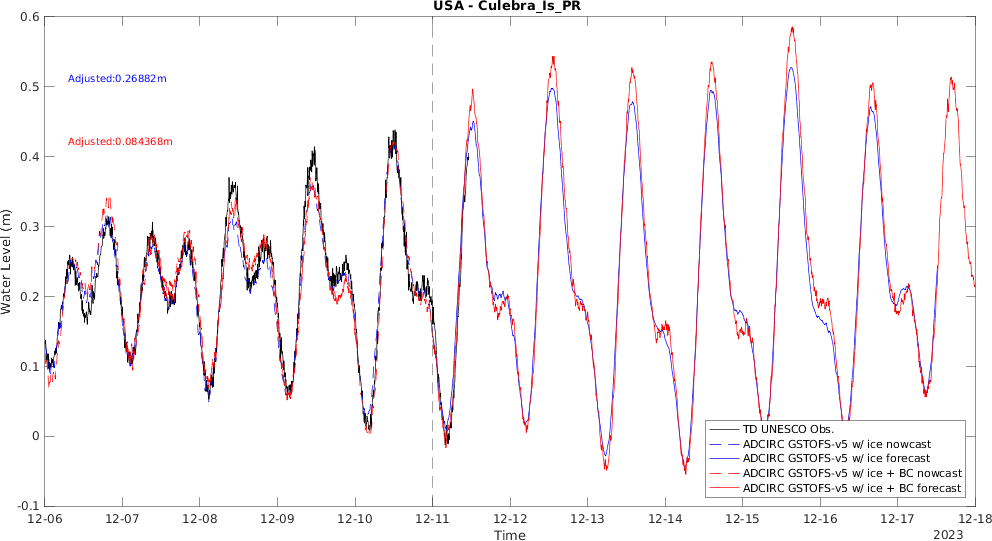 USA - Culebra_Is_PR
0.6
0.5
0.4
0.3
0.2
0.1
0
-0.1
Water Level (m)
Adjusted:0.26882m
Adjusted:0.084368m
TD UNESCO Obs.
ADCIRC GSTOFS-v5 w/ ice nowcast
ADCIRC GSTOFS-v5 w/ ice forecast
ADCIRC GSTOFS-v5 w/ ice + BC nowcast
ADCIRC GSTOFS-v5 w/ ice + BC forecast
12-06 12-07 12-08 12-09 12-10 12-11 12-12 12-13 12-14 12-15 12-16 12-17 12-18
Time
2023